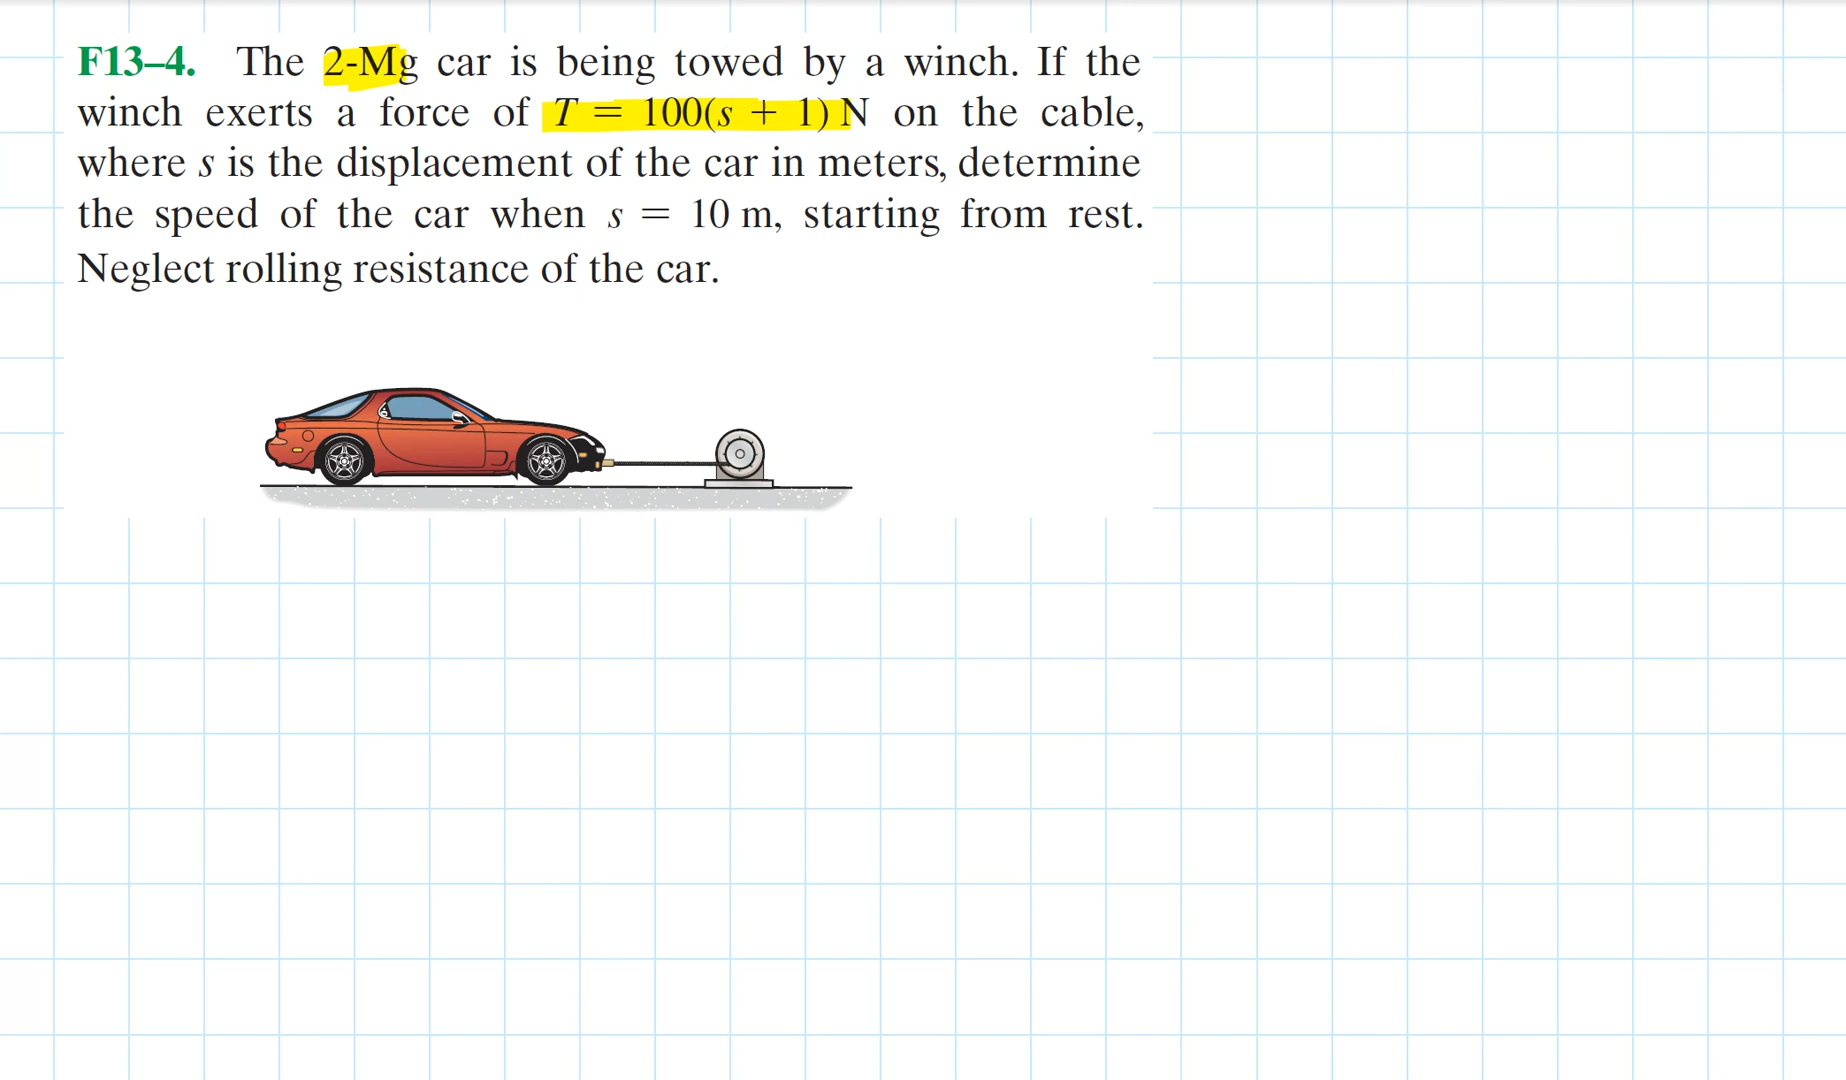 F13–4. The 2-Mg car is being towed by a winch. If the
winch exerts a force of T = 100(s + 1) N on the cable,
where s is the displacement of the car in meters, determine
the speed of the car when s = 10 m, starting from rest.
Neglect rolling resistance of the car.